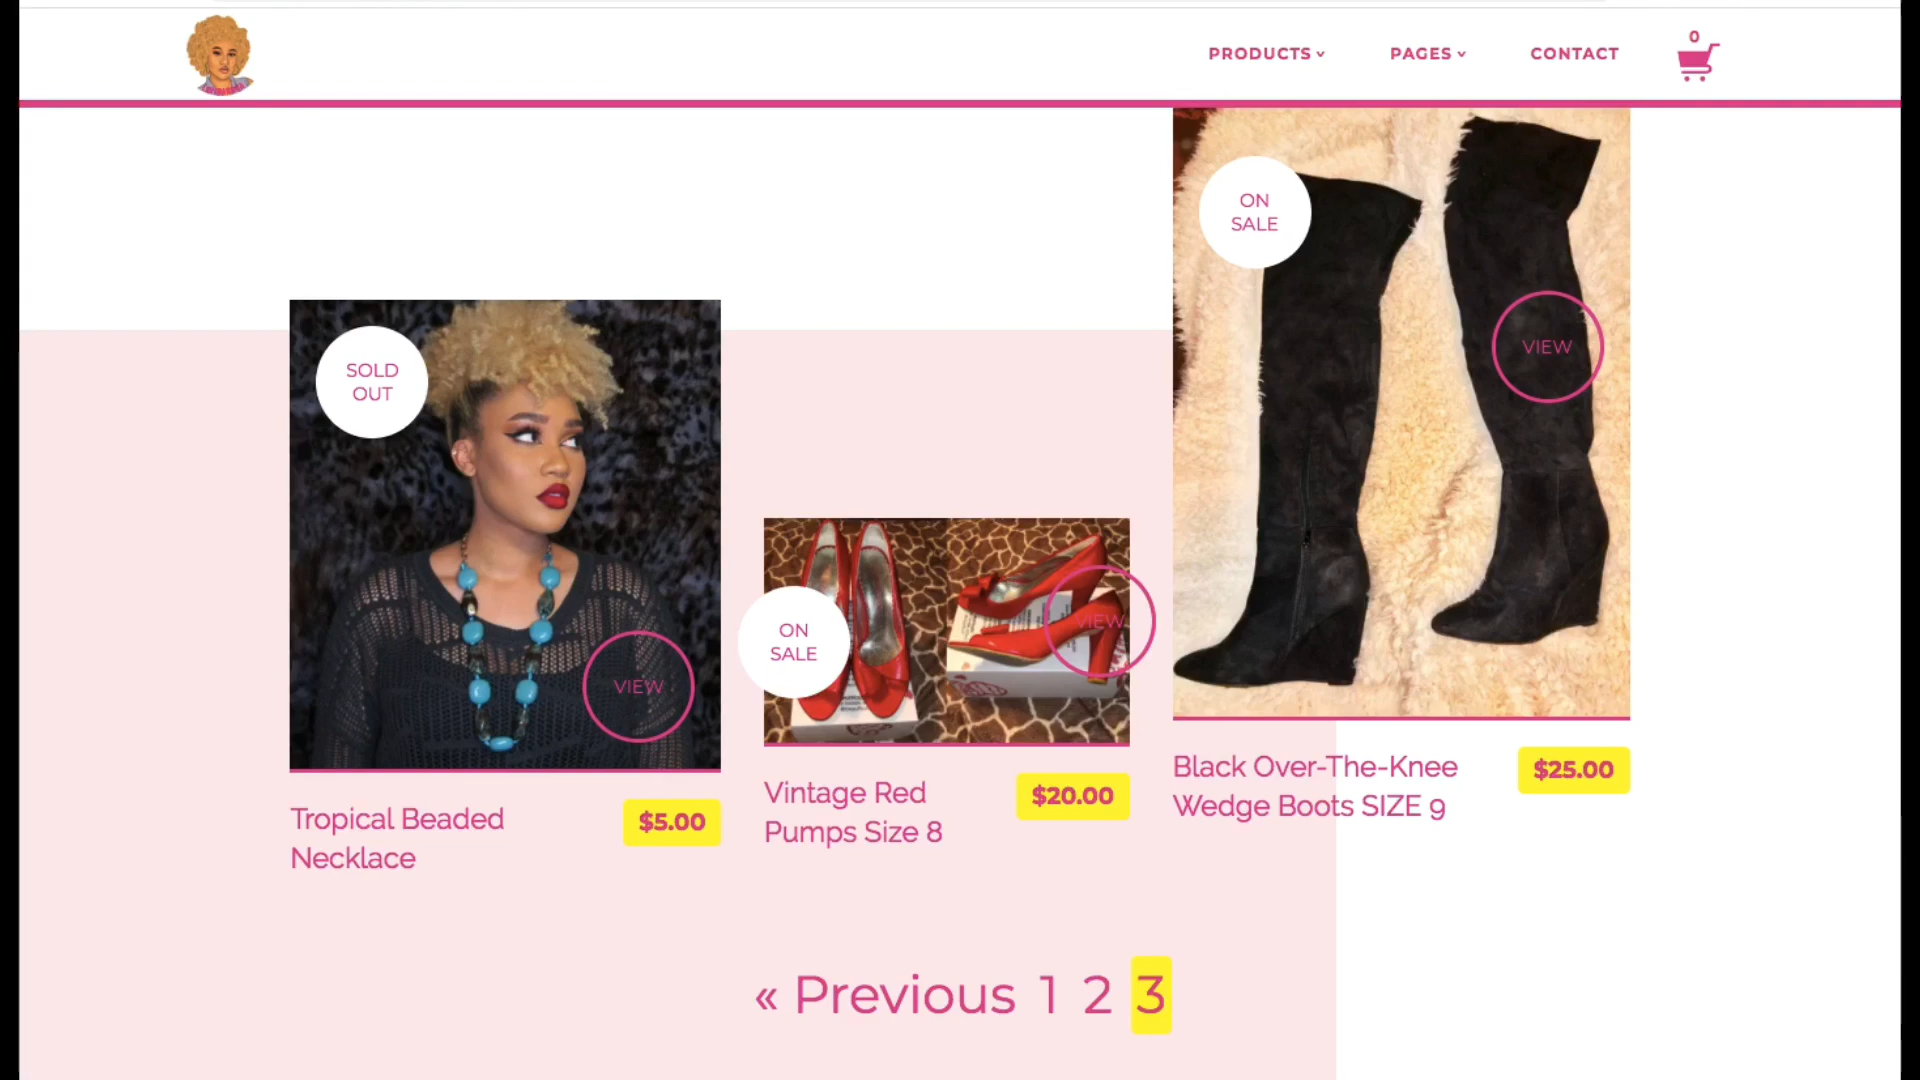 PRODUCTS
PAGES
CONTACT
0
ON
SALE
VIEW
SOLD
OUT
VIEW
ON
SALE
VIEW
Tropical Beaded
Necklace
$5.00
Vintage Red
Pumps Size 8
$20.00
Black Over-The-Knee
Wedge Boots SIZE 9
$25.00
« Previous 1 2 3